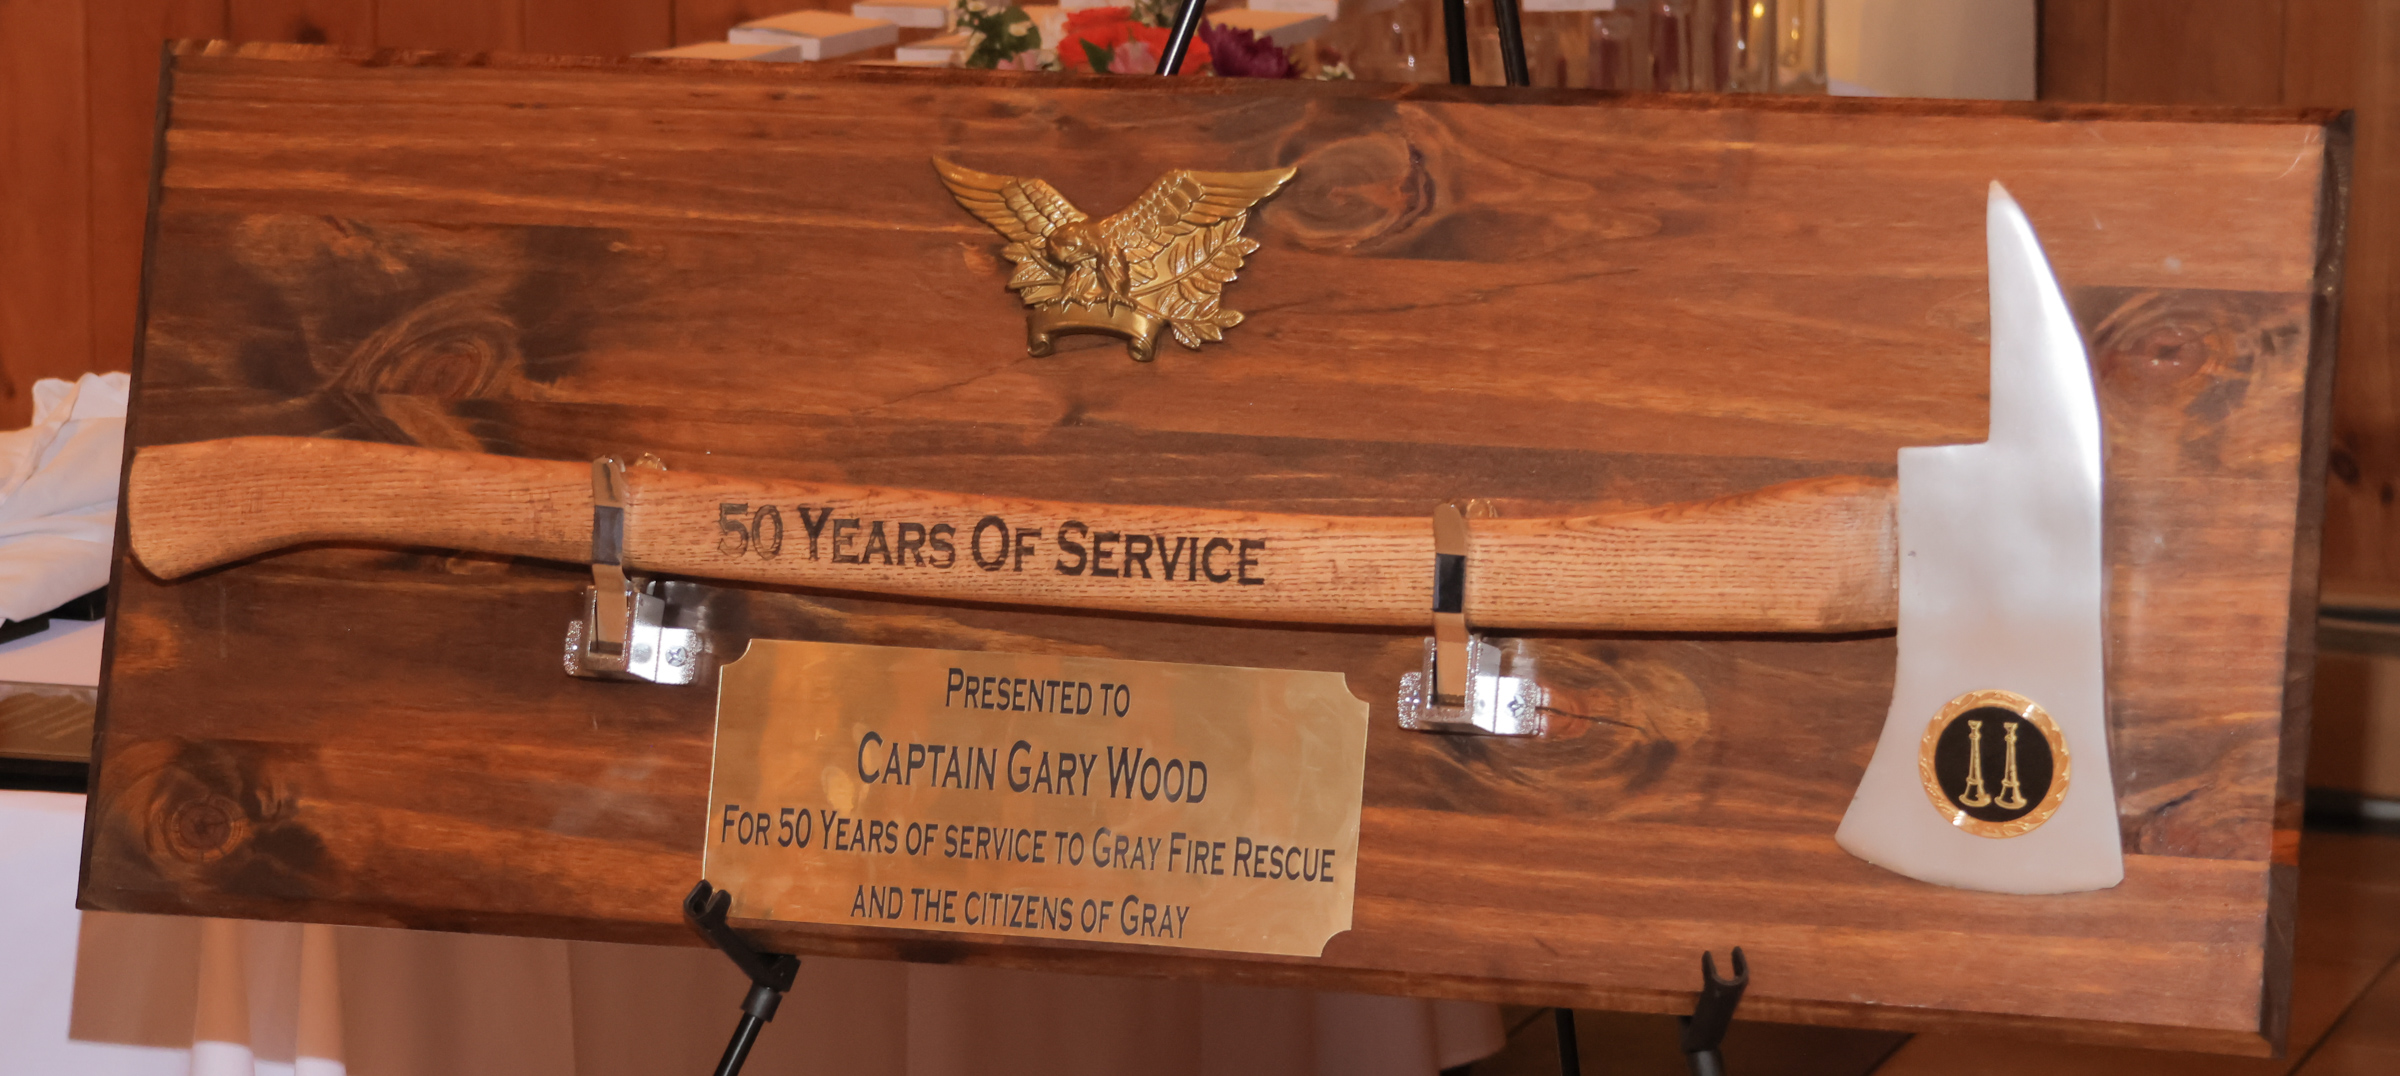 50 Years Of Service
Presented to
Captain Gary Wood
For 50 Years of service to Gray Fire Rescue
and the citizens of Gray